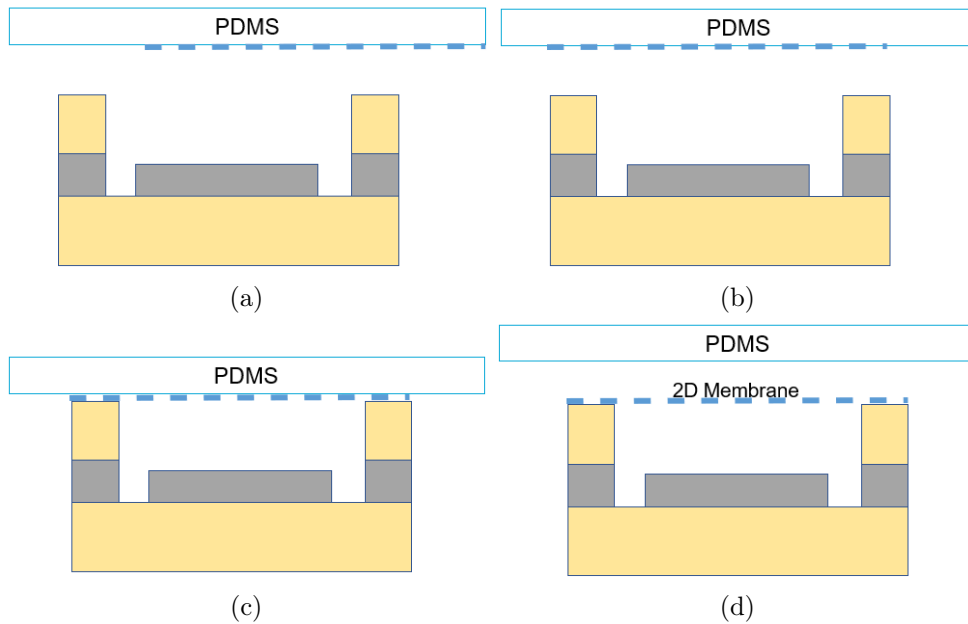 PDMS
PDMS
(a)
(b)
PDMS
PDMS
2D Membrane
(c)
(d)